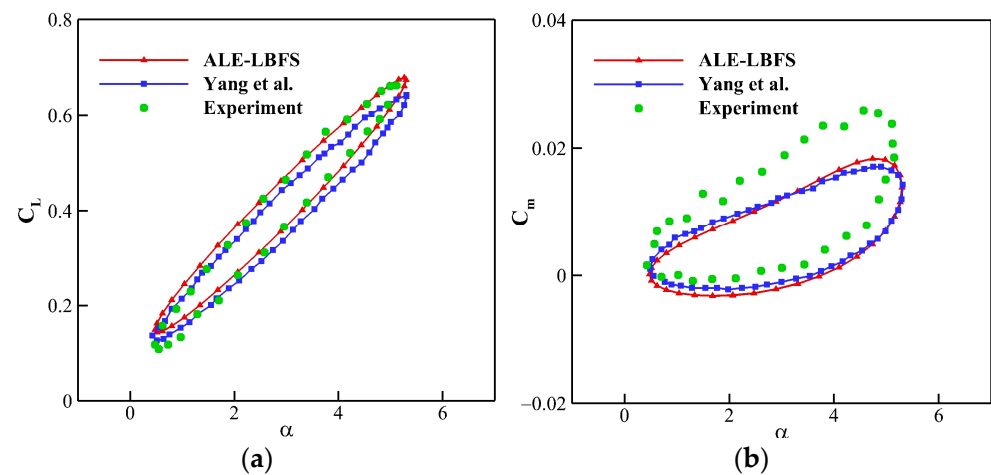 0.8
0.6
0.4
0.2
0
C_L
ALE-LBFS
Yang et al.
Experiment
0 2 4 6
α
(a)
0.04
0.02
0
−0.02
C_m
ALE-LBFS
Yang et al.
Experiment
0 2 4 6
α
(b)